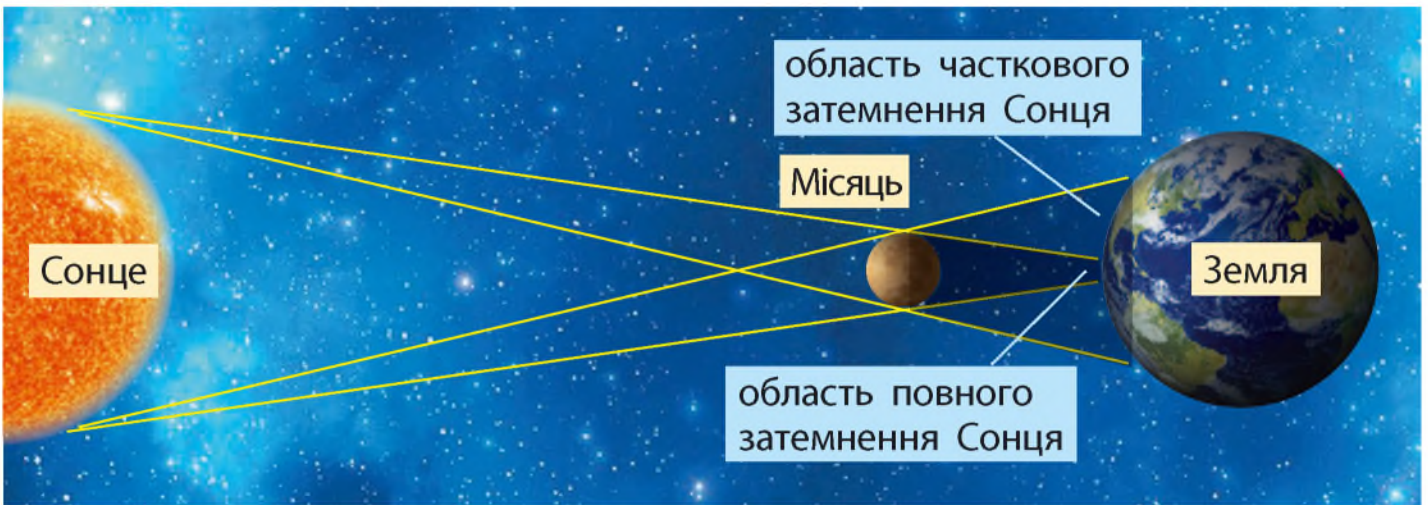 область часткового
затемнення Сонця
Місяць
Сонце
Земля
область повного
затемнення Сонця